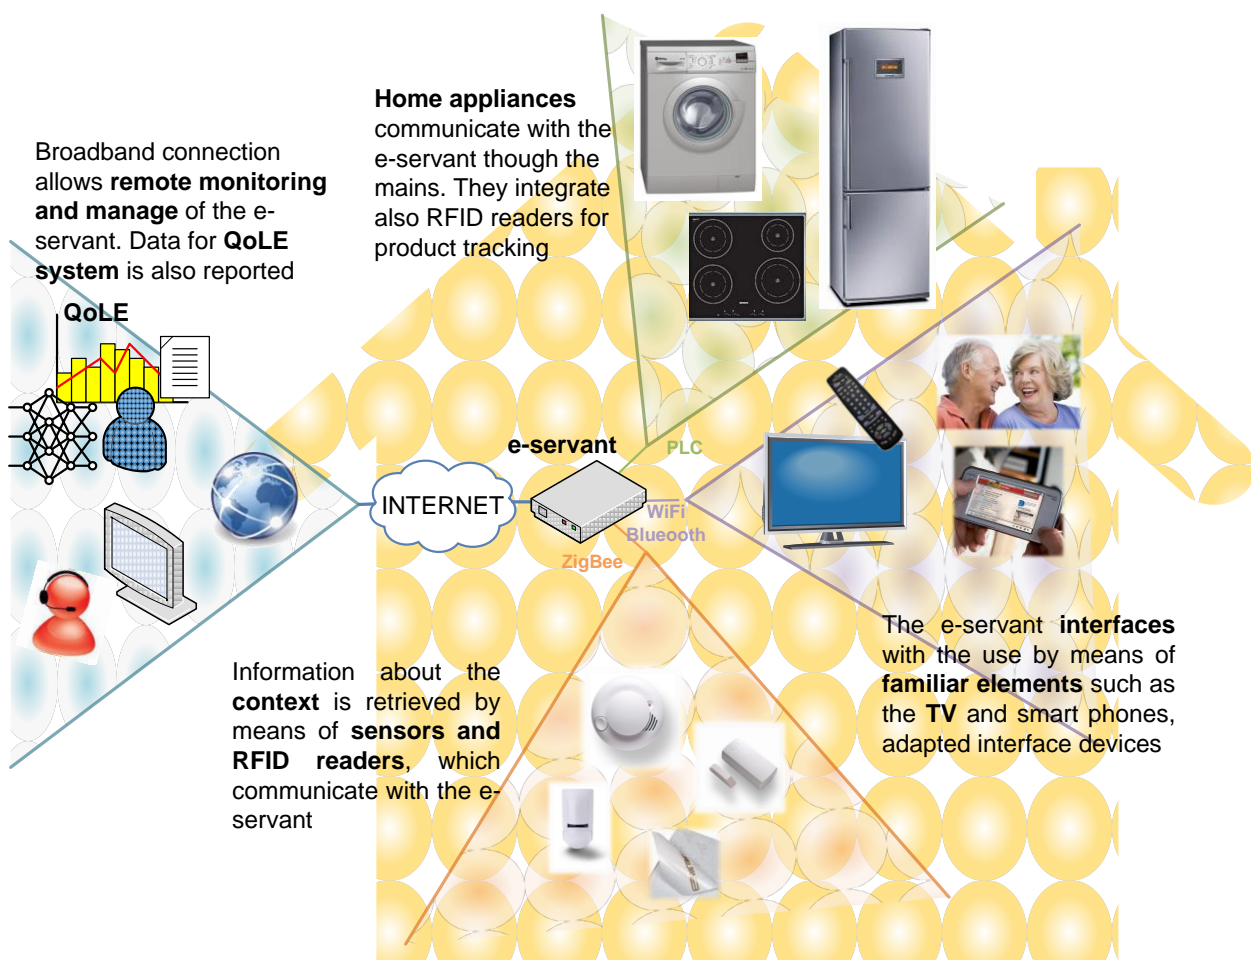 Home appliances
communicate with the
e-servant though the
mains. They integrate
also RFID readers for
product tracking
Broadband connection
allows remote monitoring
and manage of the e-
servant. Data for QoLE
system is also reported
QoLE
e-servant
PLC
INTERNET
WiFi
Blueooth
ZigBee
The e-servant interfaces
with the use by means of
familiar elements such as
the TV and smart phones,
adapted interface devices
Information about the
context is retrieved by
means of sensors and
RFID readers, which
communicate with the e-
servant